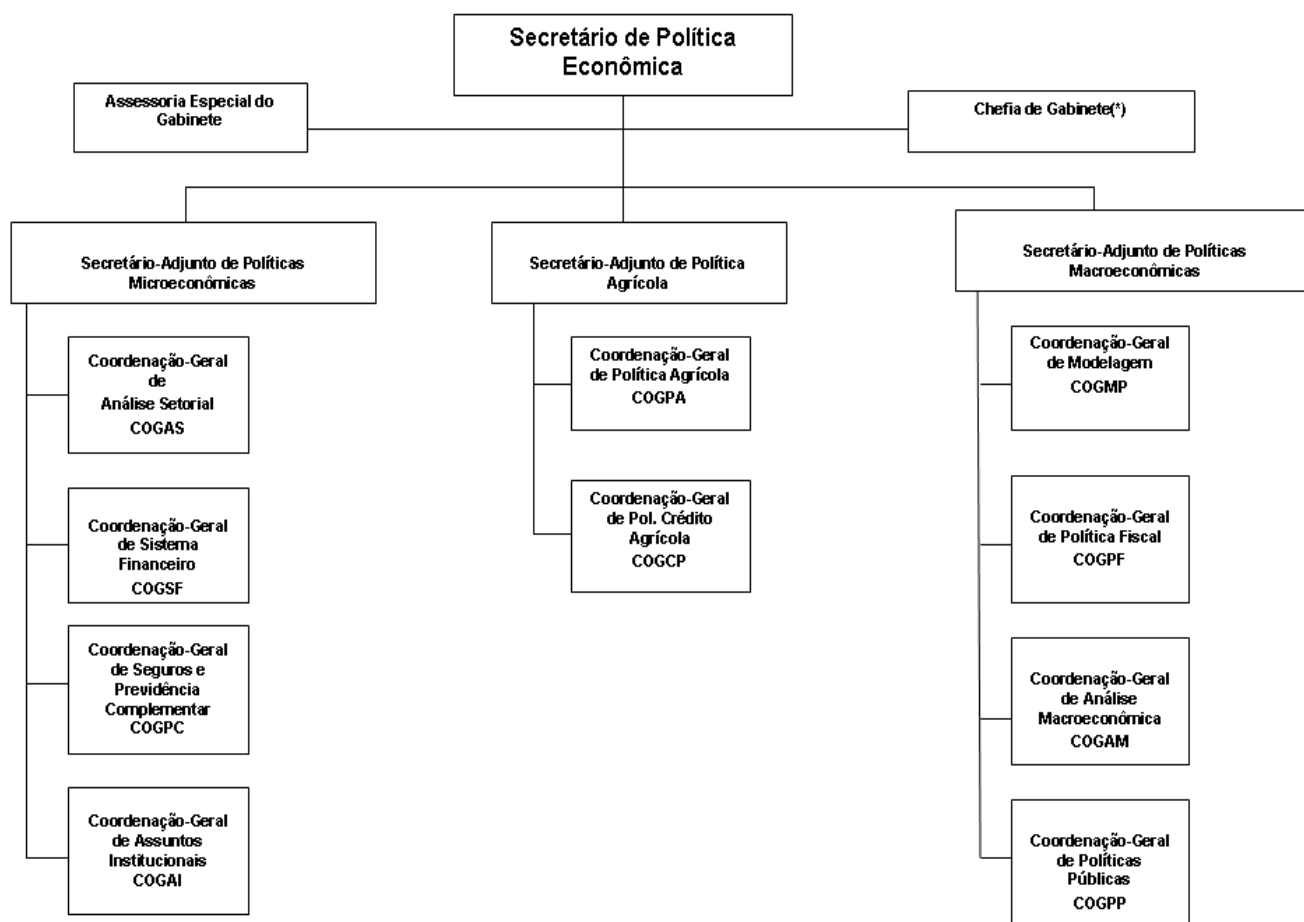 Secretário de Política
Econômica
Assessoria Especial do
Gabinete
Chefia de Gabinete(*)
Secretário-Adjunto de Políticas
Microeconômicas
Secretário-Adjunto de Política
Agrícola
Secretário-Adjunto de Políticas
Macroeconômicas
Coordenação-Geral
de
Análise Setorial
COGAS
Coordenação-Geral
de Sistema
Financeiro
COGSF
Coordenação-Geral
de Seguros e
Previdência
Complementar
COGPC
Coordenação-Geral
de Assuntos
Institucionais
COGAI
Coordenação-Geral
de Política Agrícola
COGPA
Coordenação-Geral
de Pol. Crédito
Agrícola
COGCP
Coordenação-Geral
de Modelagem
COGMP
Coordenação-Geral
de Política Fiscal
COGPF
Coordenação-Geral
de Análise
Macroeconômica
COGAM
Coordenação-Geral
de Políticas
Públicas
COGPP